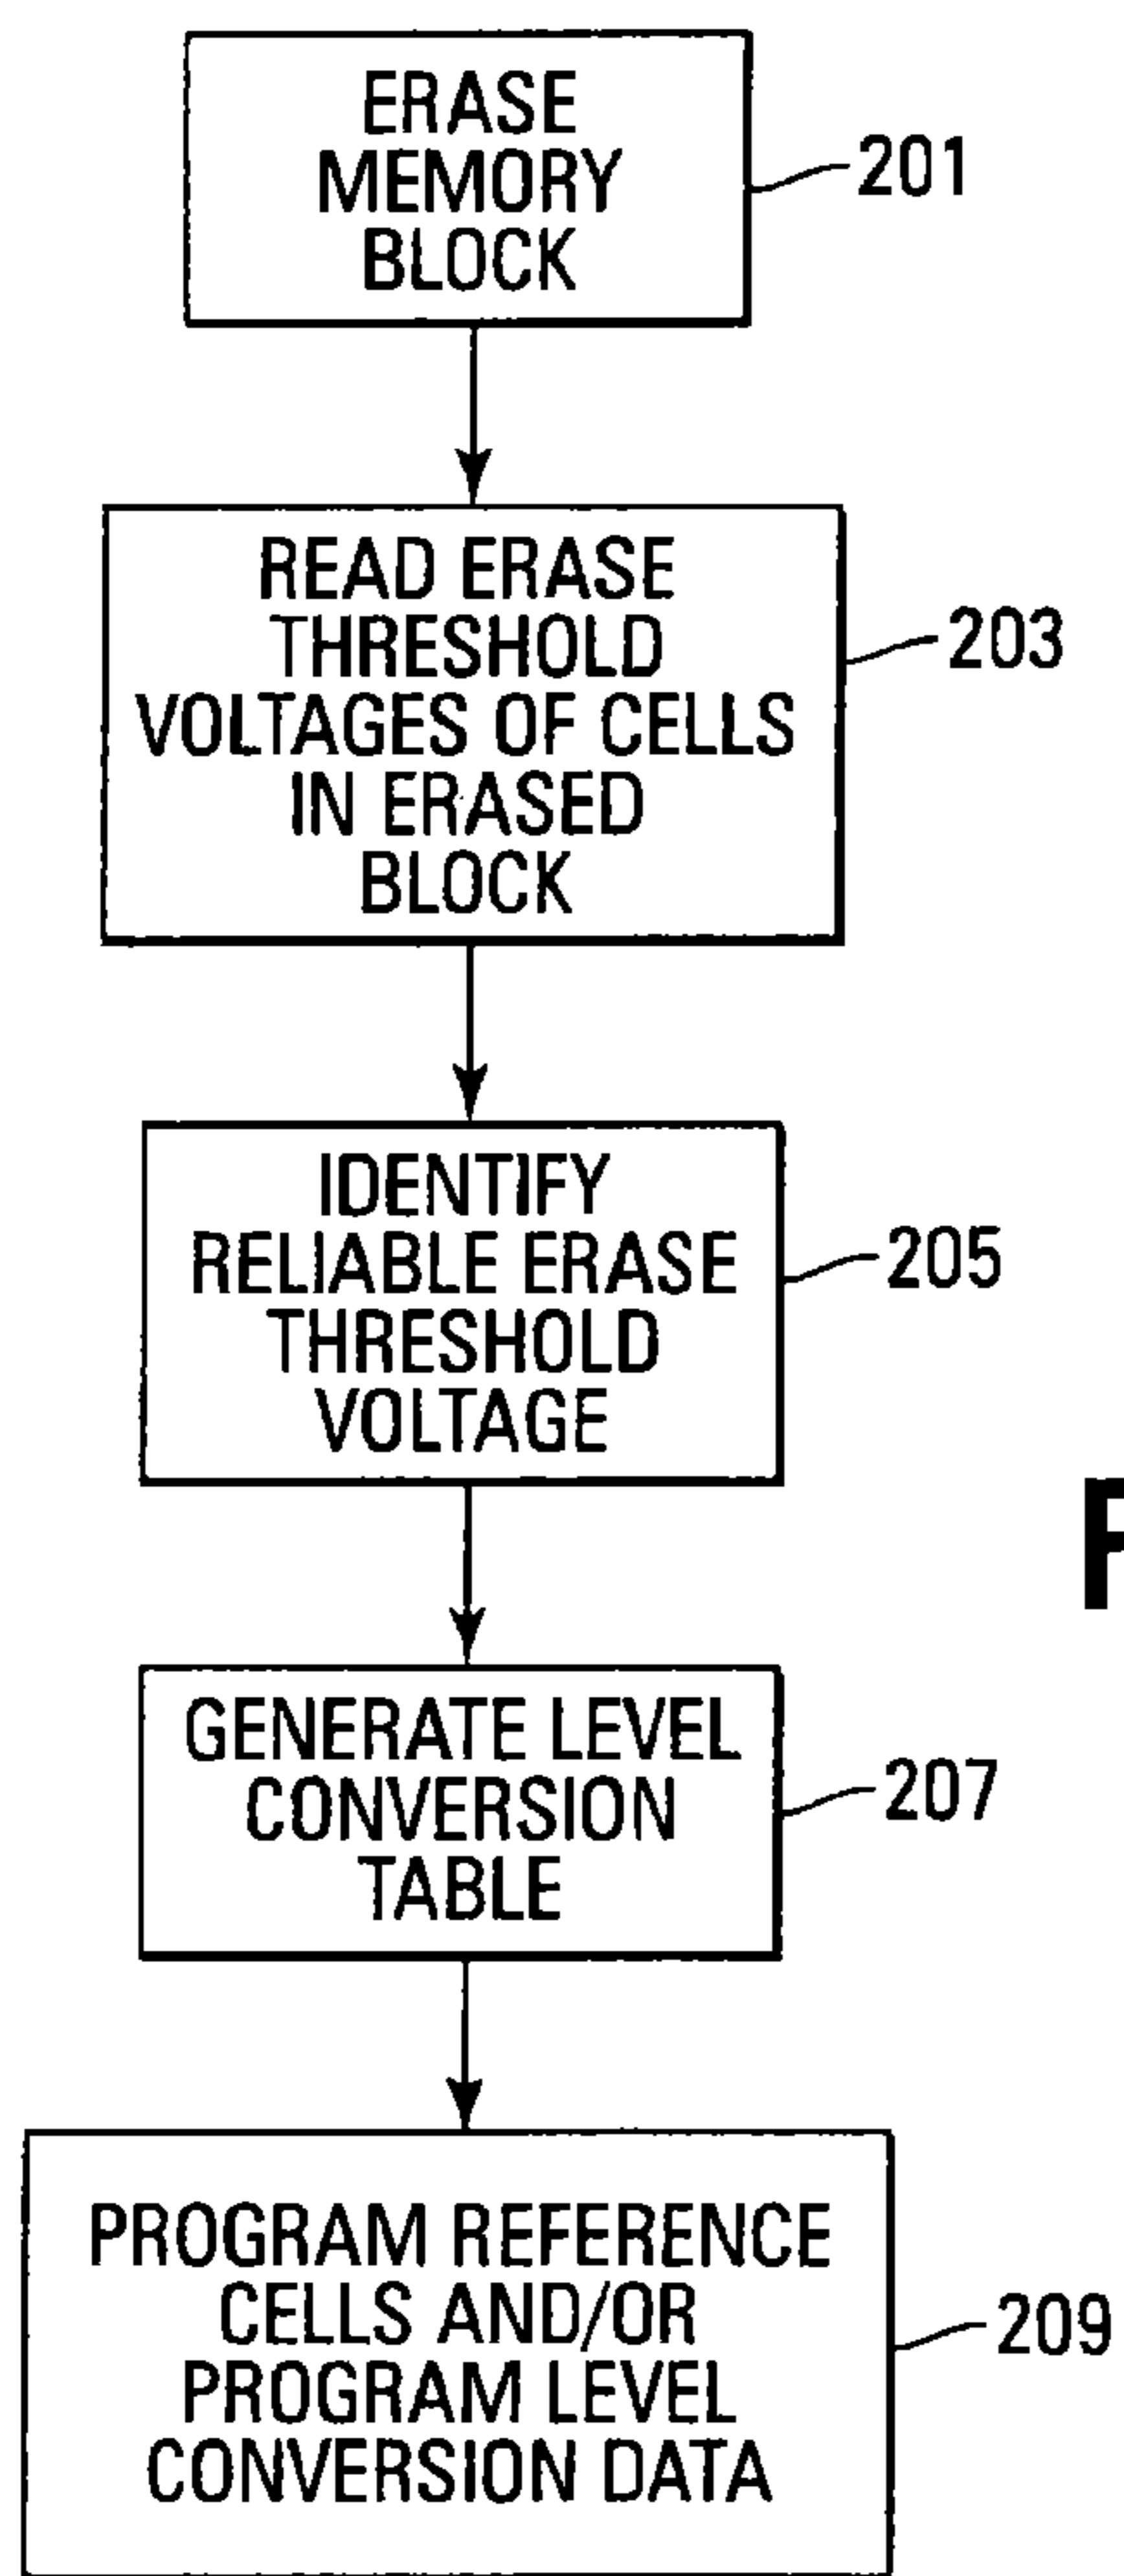 ERASE
MEMORY
BLOCK
201
READ ERASE
THRESHOLD
VOLTAGES OF CELLS
IN ERASED
BLOCK
203
IDENTIFY
RELIABLE ERASE
THRESHOLD
VOLTAGE
205
GENERATE LEVEL
CONVERSION
TABLE
207
PROGRAM REFERENCE
CELLS AND/OR
PROGRAM LEVEL
CONVERSION DATA
209